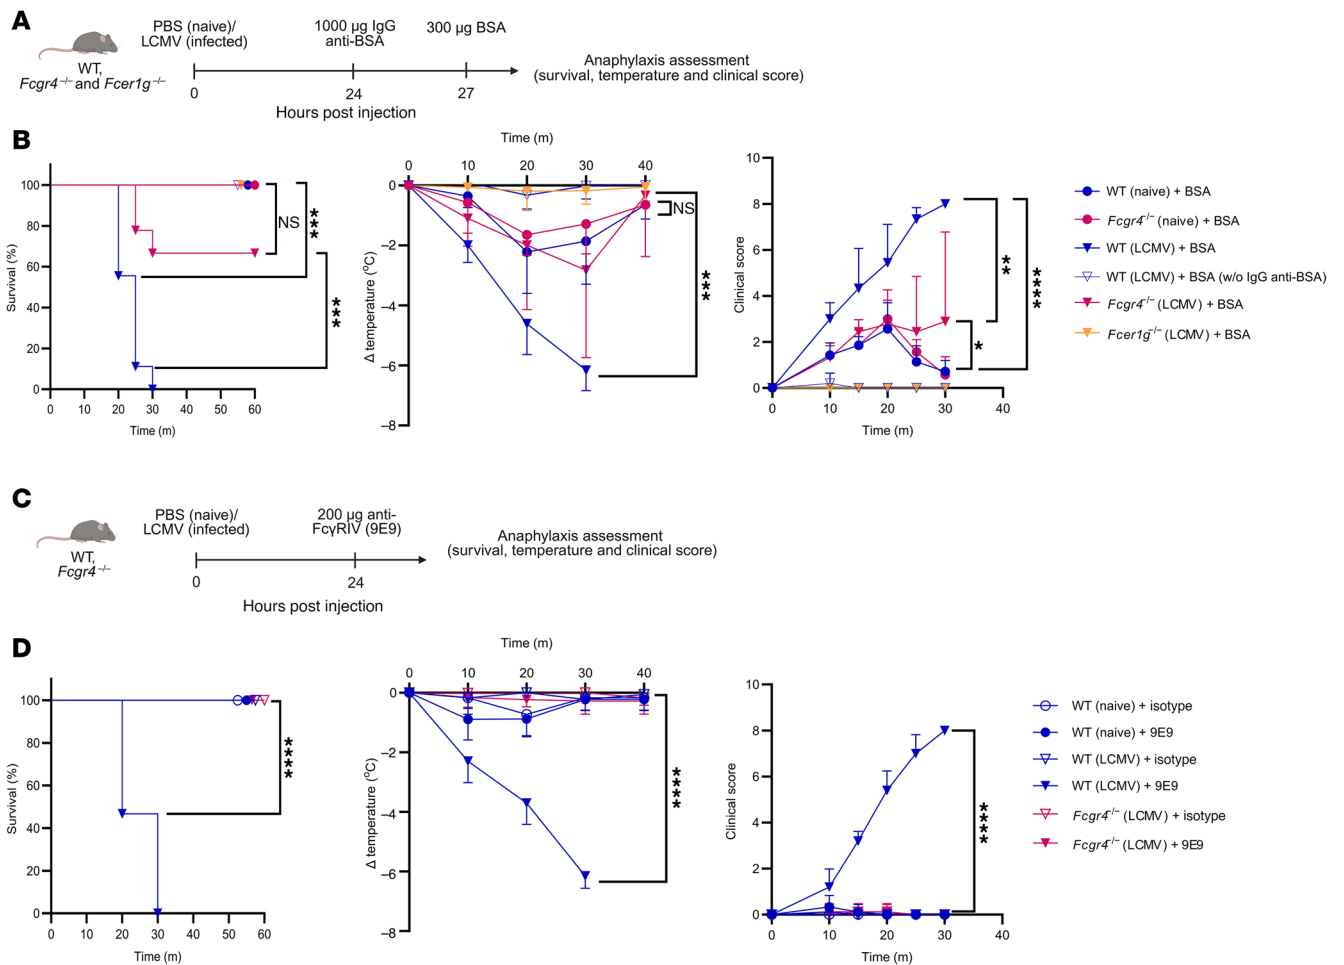 A
PBS (naive)/
LCMV (infected)
1000 µg IgG
anti-BSA
300 µg BSA
WT,
Fcgr4–/– and Fcer1g–/–
0
24
27
Hours post injection
Anaphylaxis assessment
(survival, temperature and clinical score)
B
Survival (%)
100
80
60
40
20
0
0 10 20 30 40 50 60
Time (m)
NS
***
***
Time (m)
0 10 20 30 40
Δ temperature (°C)
0
–2
–4
–6
–8
NS
***
Clinical score
10
8
6
4
2
0
0 10 20 30 40
Time (m)
**
*
****
WT (naive) + BSA
Fcgr4-/- (naive) + BSA
WT (LCMV) + BSA
WT (LCMV) + BSA (w/o IgG anti-BSA)
Fcgr4-/- (LCMV) + BSA
Fcer1g-/- (LCMV) + BSA
C
PBS (naive)/
LCMV (infected)
200 µg anti-
FcγRIV (9E9)
WT,
Fcgr4–/–
0
24
Hours post injection
Anaphylaxis assessment
(survival, temperature and clinical score)
D
Survival (%)
100
80
60
40
20
0
0 10 20 30 40 50 60
Time (m)
****
Time (m)
0 10 20 30 40
Δ temperature (°C)
0
–2
–4
–6
–8
****
Clinical score
10
8
6
4
2
0
0 10 20 30 40
Time (m)
****
WT (naive) + isotype
WT (naive) + 9E9
WT (LCMV) + isotype
WT (LCMV) + 9E9
Fcgr4-/- (LCMV) + isotype
Fcgr4-/- (LCMV) + 9E9